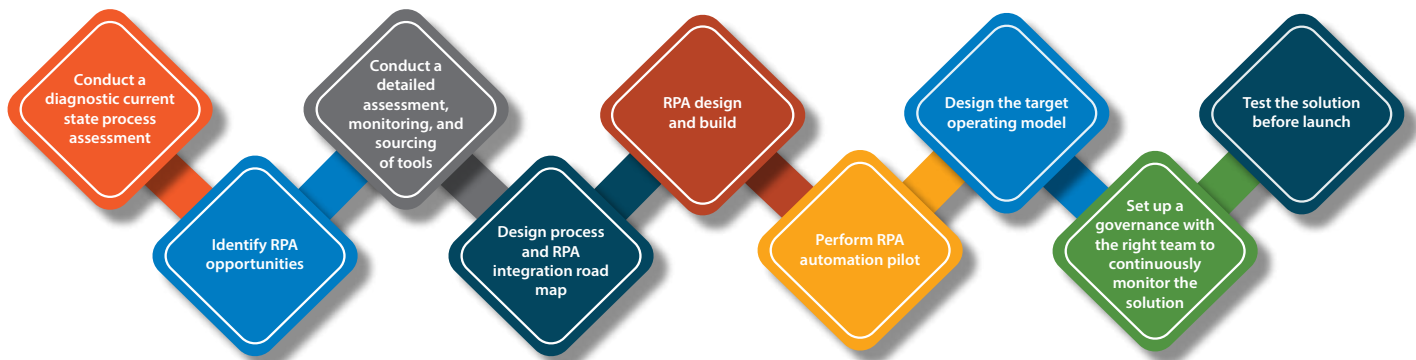 Conduct a
diagnostic current
state process
assessment
Identify RPA
opportunities
Conduct a
detailed
assessment,
monitoring, and
sourcing
of tools
Design process
and RPA
integration road
map
RPA design
and build
Perform RPA
automation pilot
Design the target
operating model
Set up a
governance with
the right team to
continuously
monitor the
solution
Test the solution
before launch